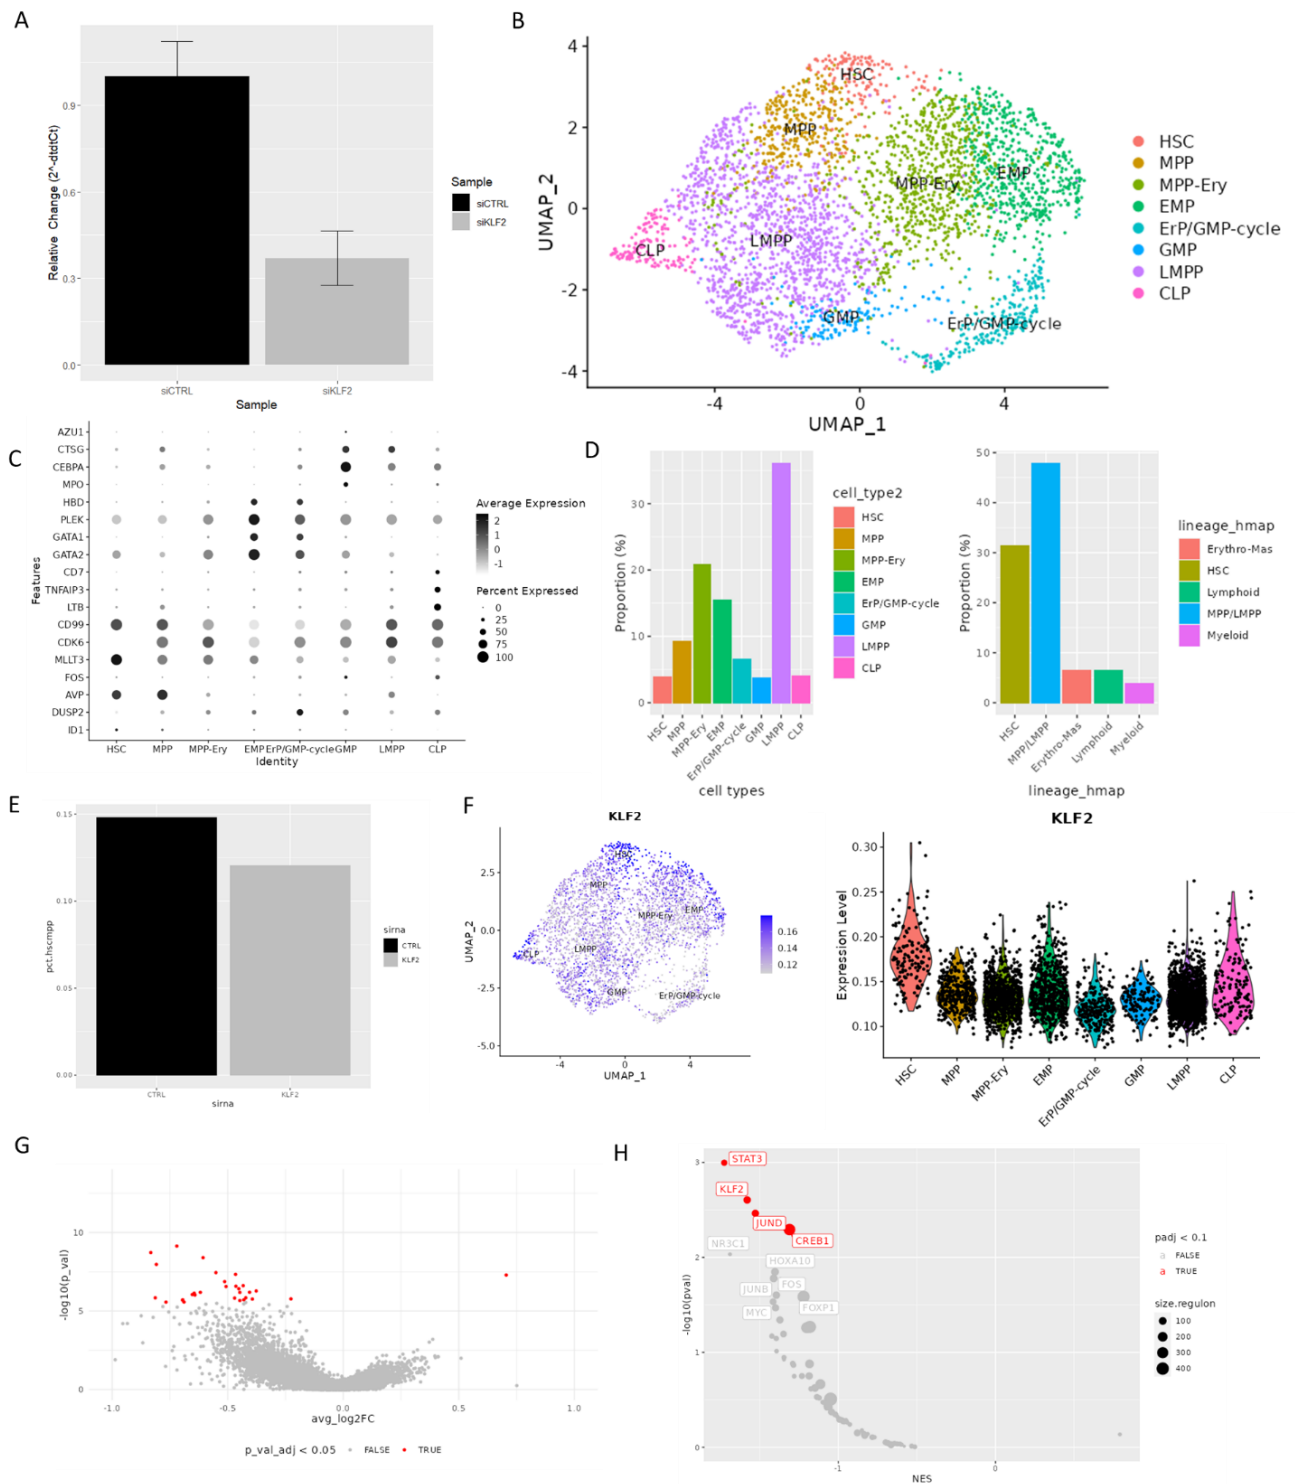 A
Relative Change (2^-dtdtCt)
0.9
0.6
0.3
0.0
siCTRL
siKLF2
Sample
Sample
siCTRL
siKLF2
B
UMAP_2
4
2
0
-2
-4
HSC
MPP
MPP-Ery
EMP
CLP
LMPP
GMP
ErP/GMP-cycle
-4
0
4
UMAP_1
HSC
MPP
MPP-Ery
EMP
ErP/GMP-cycle
GMP
LMPP
CLP
C
Features
AZU1
CTSG
CEBPA
MPO
HBD
PLEK
GATA1
GATA2
CD7
TNFAIP3
LTB
CD99
CDK6
MLLT3
FOS
AVP
DUSP2
ID1
HSC
MPP
MPP-Ery
EMP
ErP/GMP-cycle
GMP
LMPP
CLP
Identity
Average Expression
2
1
0
-1
Percent Expressed
0
25
50
75
100
D
Proportion (%)
30
20
10
0
HSC
MPP
MPP-Ery
EMP
ErP/GMP-cycle
GMP
LMPP
CLP
cell types
cell_type2
HSC
MPP
MPP-Ery
EMP
ErP/GMP-cycle
GMP
LMPP
CLP
Proportion (%)
50
40
30
20
10
0
HSC
MPP/LMPP
Erythro-Mas
Lymphoid
Myeloid
lineage_hmap
lineage_hmap
Erythro-Mas
HSC
Lymphoid
MPP/LMPP
Myeloid
E
pct.hscmpp
0.15
0.10
0.05
0.00
CTRL
KLF2
sirna
sirna
CTRL
KLF2
F
KLF2
UMAP_2
2.5
0.0
-2.5
-5.0
HSC
MPP
MPP-Ery
EMP
CLP
LMPP
GMP
ErP/GMP-cycle
-4
0
4
UMAP_1
0.16
0.14
0.12
KLF2
Expression Level
0.30
0.25
0.20
0.15
0.10
HSC
MPP
MPP-Ery
EMP
ErP/GMP-cycle
GMP
LMPP
CLP
G
-log10(p_val)
10
5
0
-1.0
-0.5
0.0
0.5
1.0
avg_log2FC
p_val_adj < 0.05
FALSE
TRUE
H
-log10(pval)
3
2
1
0
STAT3
KLF2
JUND
CREB1
NR3C1
HOXA10
JUNB
FOS
MYC
FOXP1
-1
0
NES
padj < 0.1
a FALSE
a TRUE
size.regulon
100
200
300
400